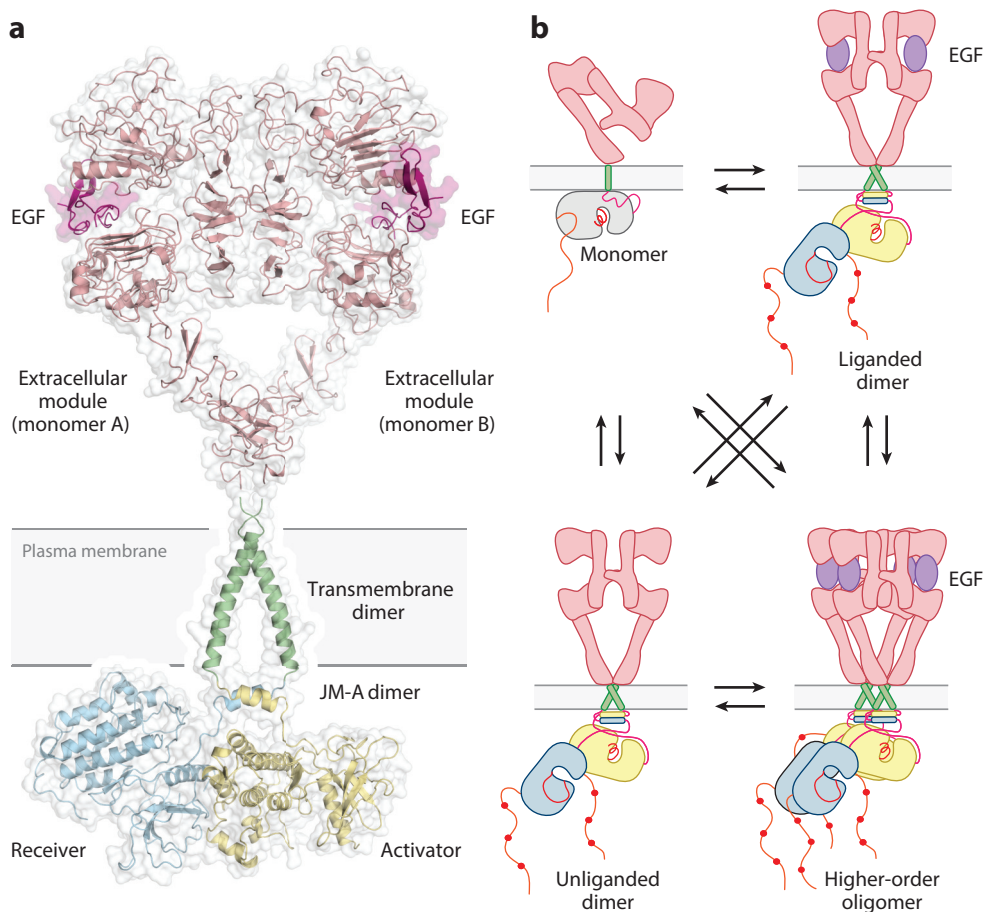 a
EGF
EGF
Extracellular
module
(monomer A)
Extracellular
module
(monomer B)
Plasma membrane
Transmembrane
dimer
JM-A dimer
Receiver
Activator
b
EGF
Monomer
Liganded
dimer
EGF
Unliganded
dimer
Higher-order
oligomer